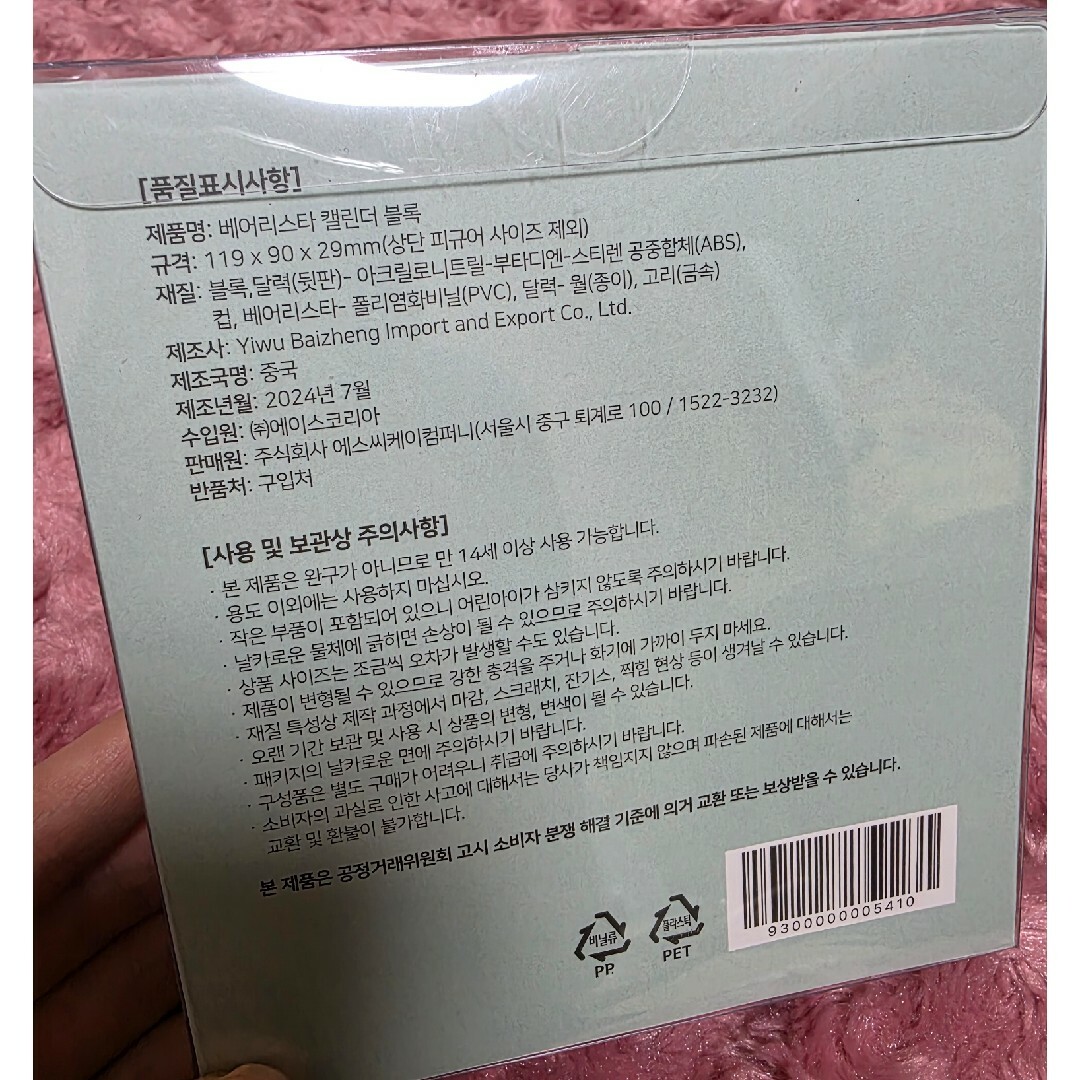 [품질표시사항]
제품명: 베어리스타 캘린더 블록
규격: 119 x 90 x 29mm(상단 피규어 사이즈 제외)
재질: 블록,달력(뒷판)- 아크릴로니트릴-부타디엔-스티렌 공중합체(ABS),
컵, 베어리스타- 폴리염화비닐(PVC), 달력- 월(종이), 고리(금속)
제조사: Yiwu Baizheng Import and Export Co., Ltd.
제조국명: 중국
제조년월: 2024년 7월
수입원: ㈜에이스코리아
판매원: 주식회사 에스씨케이컴퍼니(서울시 중구 퇴계로 100 / 1522-3232)
반품처: 구입처
[사용 및 보관상 주의사항]
· 본 제품은 완구가 아니므로 만 14세 이상 사용 가능합니다.
· 용도 이외에는 사용하지 마십시오.
· 작은 부품이 포함되어 있으니 어린아이가 삼키지 않도록 주의하시기 바랍니다.
· 날카로운 물체에 긁히면 손상이 될 수 있으므로 주의하시기 바랍니다.
· 상품 사이즈는 조금씩 오차가 발생할 수도 있습니다.
· 제품이 변형될 수 있으므로 강한 충격을 주거나 화기에 가까이 두지 마세요.
· 재질 특성상 제작 과정에서 마감, 스크래치, 잔기스, 찍힘 현상 등이 생겨날 수 있습니다.
· 오랜 기간 보관 및 사용 시 상품의 변형, 변색이 될 수 있습니다.
· 패키지의 날카로운 면에 주의하시기 바랍니다.
· 구성품은 별도 구매가 어려우니 취급에 주의하시기 바랍니다.
· 소비자의 과실로 인한 사고에 대해서는 당사가 책임지지 않으며 파손된 제품에 대해서는
교환 및 환불이 불가합니다.
본 제품은 공정거래위원회 고시 소비자 분쟁 해결 기준에 의거 교환 또는 보상받을 수 있습니다.
비닐류
PP
플라스틱
PET
9300000005410